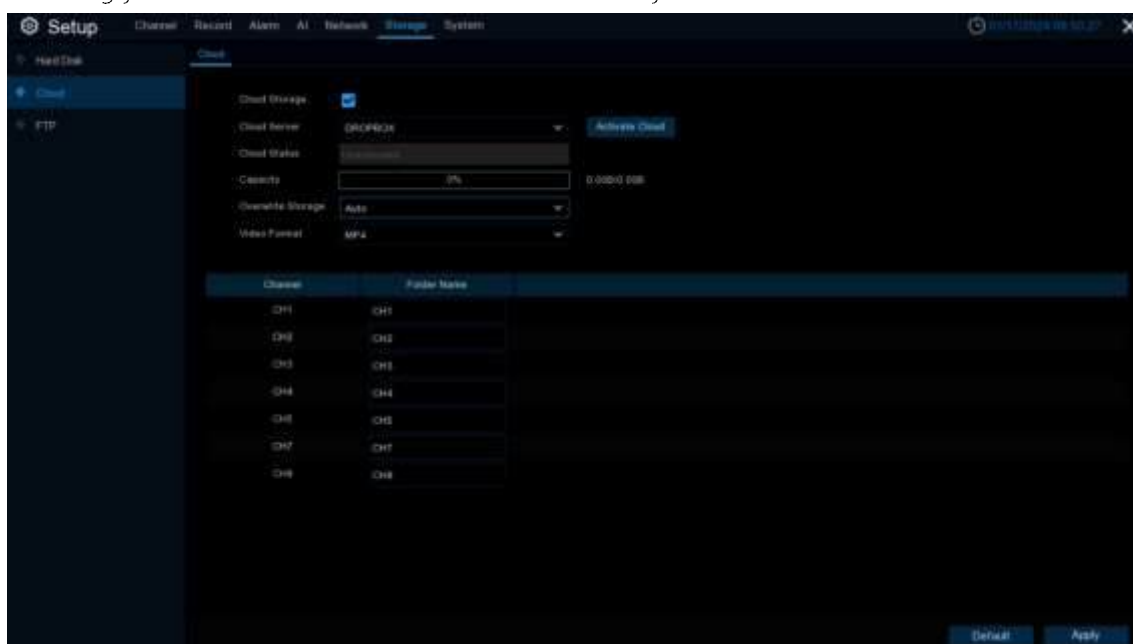 Setup Channel Record Alarm AI Network Storage System
Hard Disk
Cloud
FTP
Cloud
Cloud Storage
Cloud Server DROPBOX Activate Cloud
Cloud Status
Capacity 0%
Overwrite Storage Auto
Video Format MP4
Channel Folder Name
CH1 CH1
CH2 CH2
CH3 CH3
CH4 CH4
CH5 CH5
CH7 CH7
CH8 CH8
Default Apply